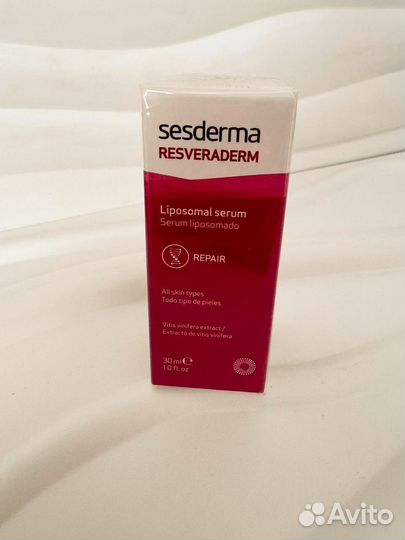 sesderma
RESVERADERM
Liposomal serum
Serum liposomado
REPAIR
All skin types
Todo tipo de pieles
Vitis vinifera extract /
Extracto de vitis vinifera
30 ml ℮
1.0 fl. oz
Avito